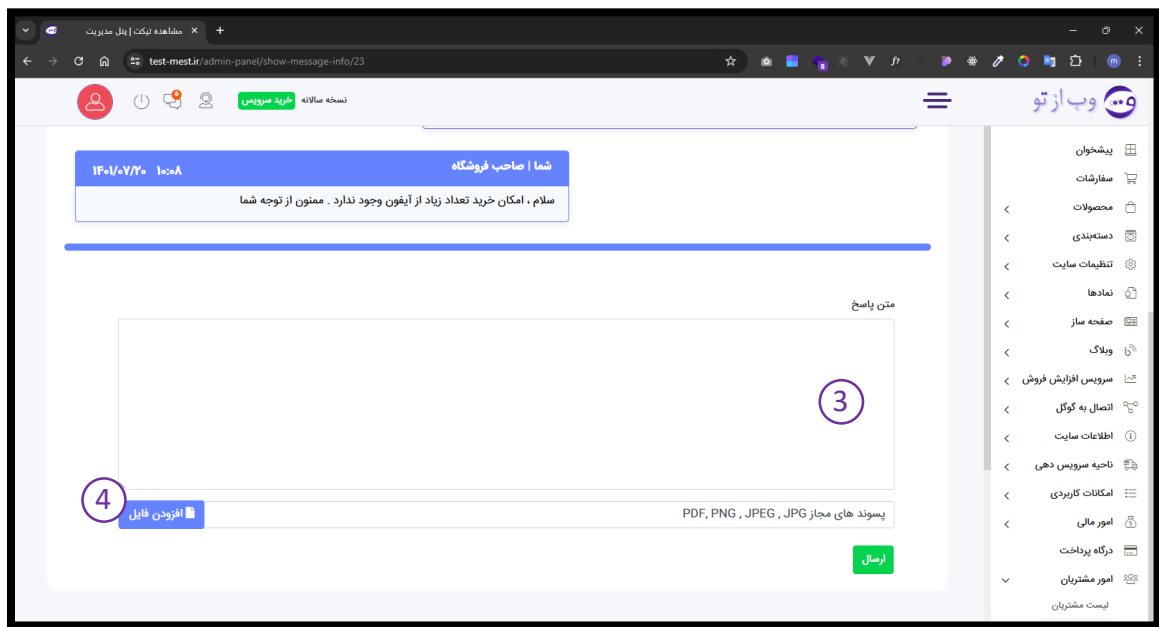 مشاهده تیکت | پنل مدیریت
test-mest.ir/admin-panel/show-message-info/23
وب از تو
نسخه سالانه خرید سرویس
شما | صاحب فروشگاه
۱۴۰۱/۰۷/۲۰ ۱۰:۰۸
سلام ، امکان خرید تعداد زیاد از آیفون وجود ندارد . ممنون از توجه شما
متن پاسخ
3
4
افزودن فایل
پسوند های مجاز PDF, PNG , JPEG , JPG
ارسال
پیشخوان
سفارشات
محصولات
دسته‌بندی
تنظیمات سایت
نمادها
صفحه ساز
وبلاگ
سرویس افزایش فروش
اتصال به گوگل
اطلاعات سایت
ناحیه سرویس دهی
امکانات کاربردی
امور مالی
درگاه پرداخت
امور مشتریان
لیست مشتریان